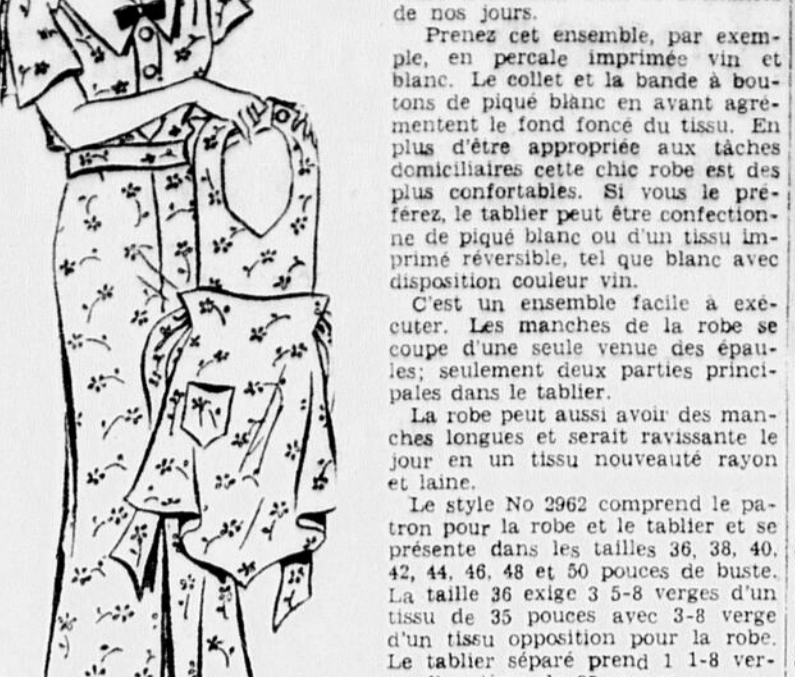 de nos jours.
Prenez cet ensemble, par exem-
ple, en percale imprimée vin et
blanc. Le collet et la bande à bou-
tons de piqué blanc en avant agré-
mentent le fond foncé du tissu. En
plus d'être appropriée aux tâches
domiciliaires cette chic robe est des
plus confortables. Si vous le pré-
férez, le tablier peut être confection-
ne de piqué blanc ou d'un tissu im-
primé réversible, tel que blanc avec
disposition couleur vin.
C'est un ensemble facile à exé-
cuter. Les manches de la robe se
coupe d'une seule venue des épau-
les; seulement deux parties princi-
pales dans le tablier.
La robe peut aussi avoir des man-
ches longues et serait ravissante le
jour en un tissu nouveauté rayon
et laine.
Le style No 2962 comprend le pa-
tron pour la robe et le tablier et se
présente dans les tailles 36, 38, 40,
42, 44, 46, 48 et 50 pouces de buste.
La taille 36 exige 3 5-8 verges d'un
tissu de 35 pouces avec 3-8 verge
d'un tissu opposition pour la robe.
Le tablier séparé prend 1 1-8 ver-